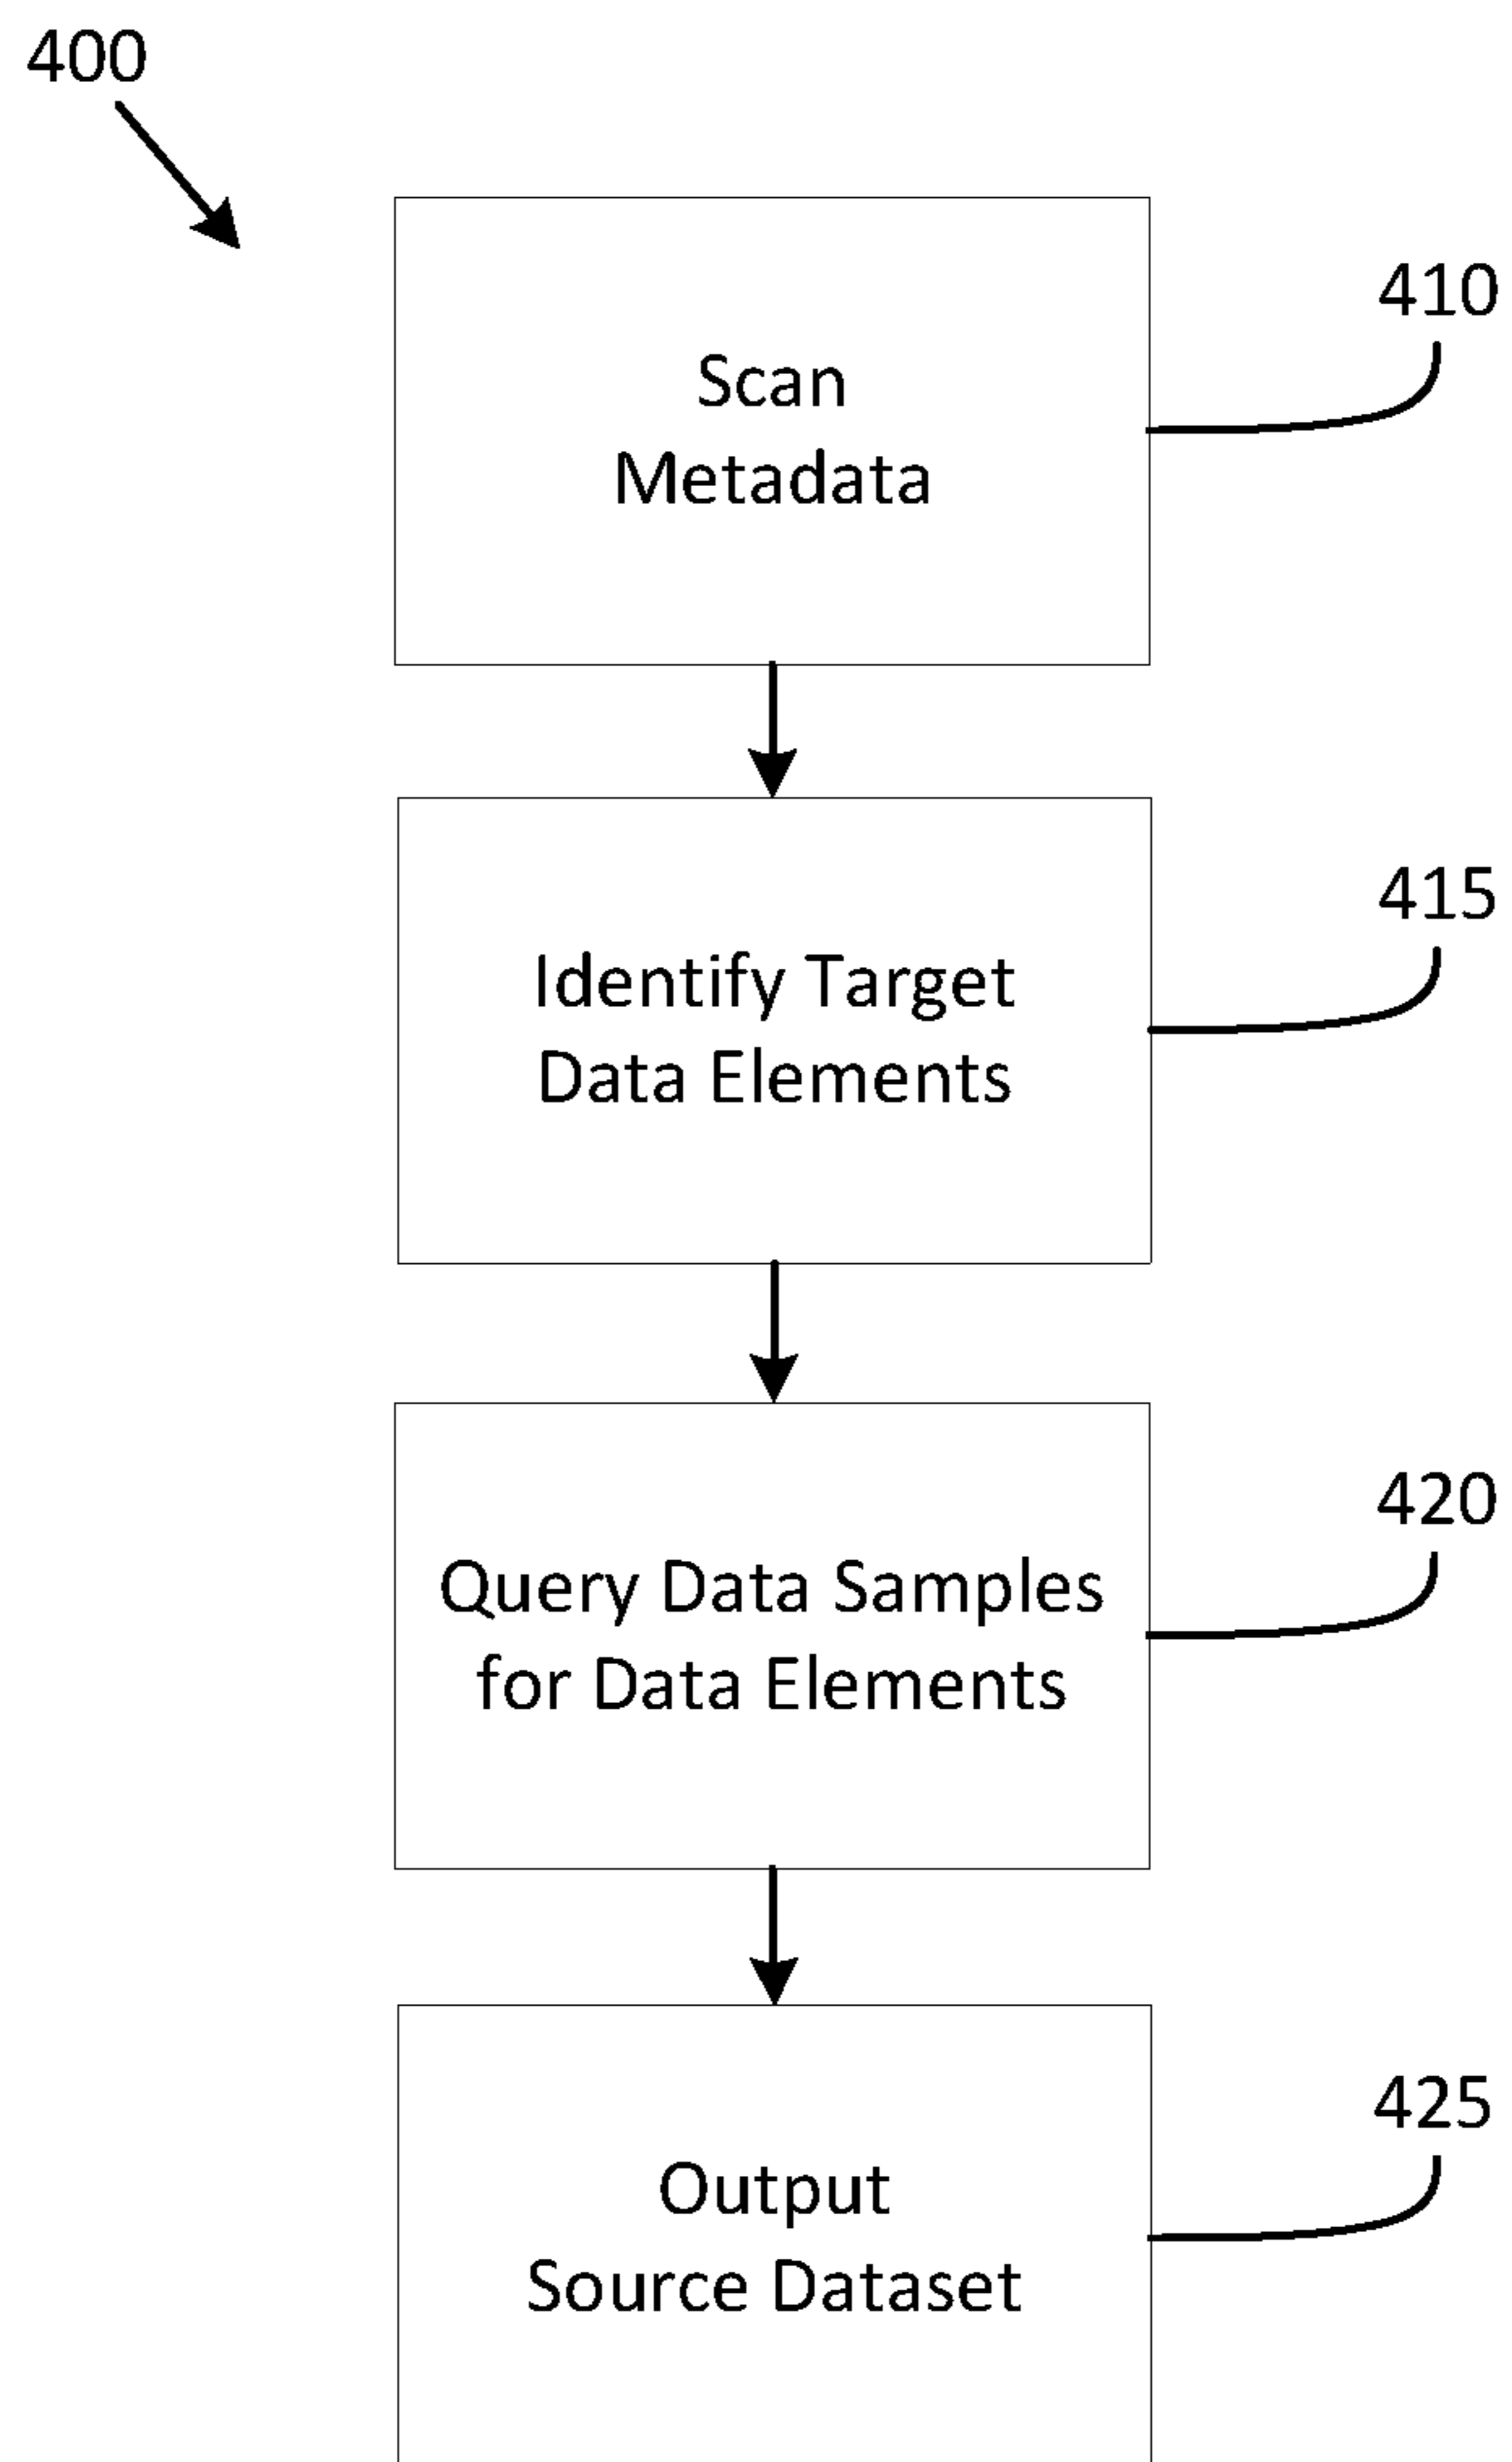 400
410
Scan
Metadata
415
Identify Target
Data Elements
420
Query Data Samples
for Data Elements
425
Output
Source Dataset